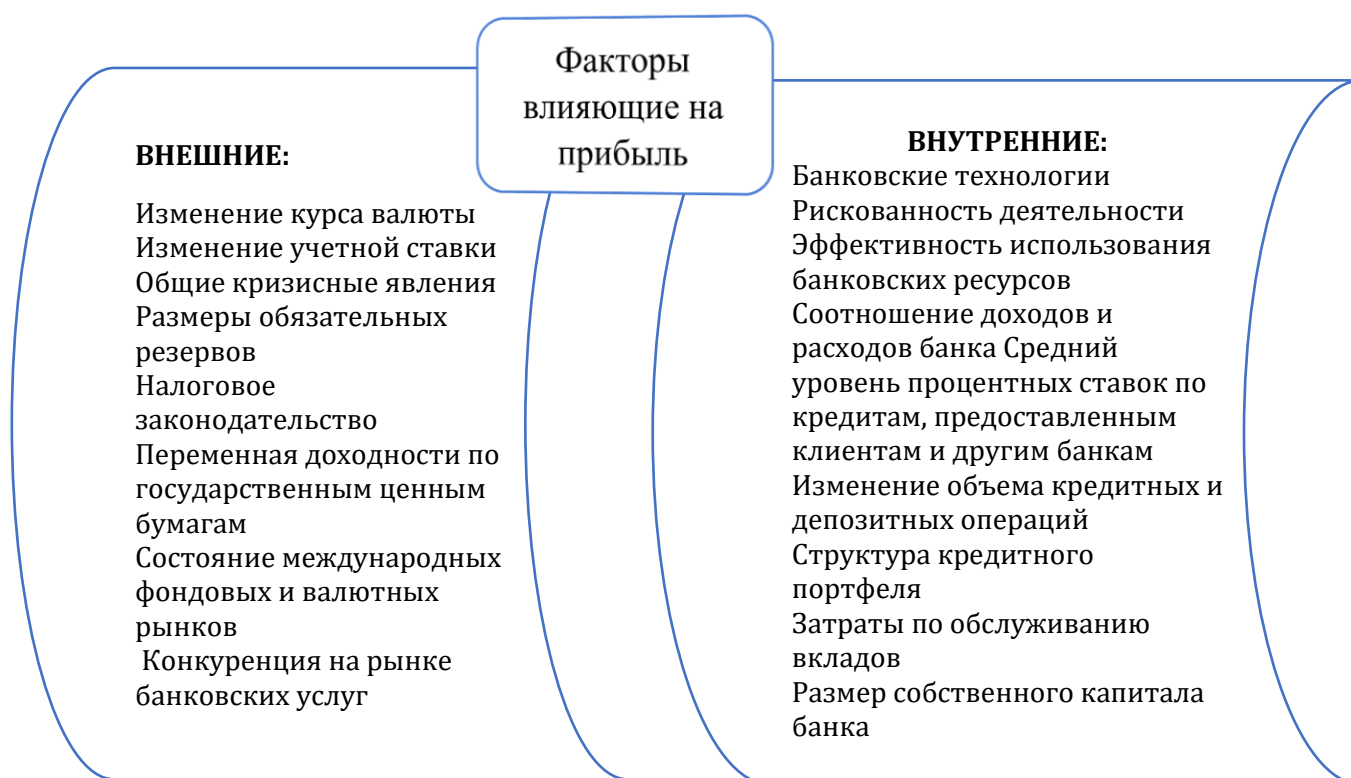 Факторы
влияющие на
прибыль
ВНЕШНИЕ:
Изменение курса валюты
Изменение учетной ставки
Общие кризисные явления
Размеры обязательных
резервов
Налоговое
законодательство
Переменная доходности по
государственным ценным
бумагам
Состояние международных
фондовых и валютных
рынков
Конкуренция на рынке
банковских услуг
ВНУТРЕННИЕ:
Банковские технологии
Рискованность деятельности
Эффективность использования
банковских ресурсов
Соотношение доходов и
расходов банка Средний
уровень процентных ставок по
кредитам, предоставленным
клиентам и другим банкам
Изменение объема кредитных и
депозитных операций
Структура кредитного
портфеля
Затраты по обслуживанию
вкладов
Размер собственного капитала
банка